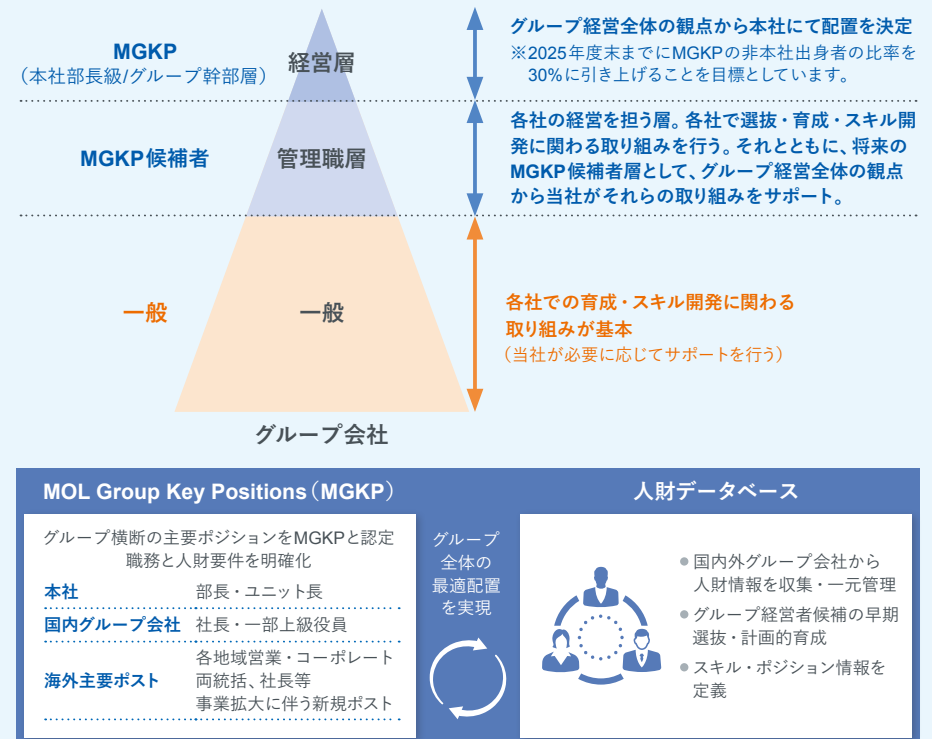 MGKP
（本社部長級/グループ幹部層）
経営層
グループ経営全体の観点から本社にて配置を決定
※2025年度末までにMGKPの非本社出身者の比率を
30%に引き上げることを目標としています。
MGKP候補者
管理職層
各社の経営を担う層。各社で選抜・育成・スキル開
発に関わる取り組みを行う。それとともに、将来の
MGKP候補者層として、グループ経営全体の観点
から当社がそれらの取り組みをサポート。
一般
一般
各社での育成・スキル開発に関わる
取り組みが基本
（当社が必要に応じてサポートを行う）
グループ会社
MOL Group Key Positions（MGKP）
グループ横断の主要ポジションをMGKPと認定
職務と人財要件を明確化
本社 部長・ユニット長
国内グループ会社 社長・一部上級役員
海外主要ポスト
各地域営業・コーポレート
両統括、社長等
事業拡大に伴う新規ポスト
グループ
全体の
最適配置
を実現
人財データベース
●国内外グループ会社から
人財情報を収集・一元管理
●グループ経営者候補の早期
選抜・計画的育成
●スキル・ポジション情報を
定義